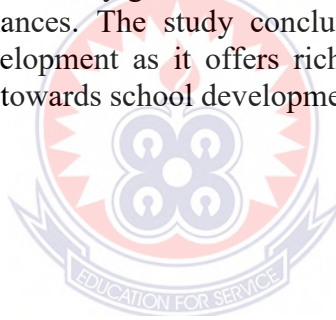 ances. The study conclu
elopment as it offers rich
towards school developme
EDUCATION FOR SERVICE